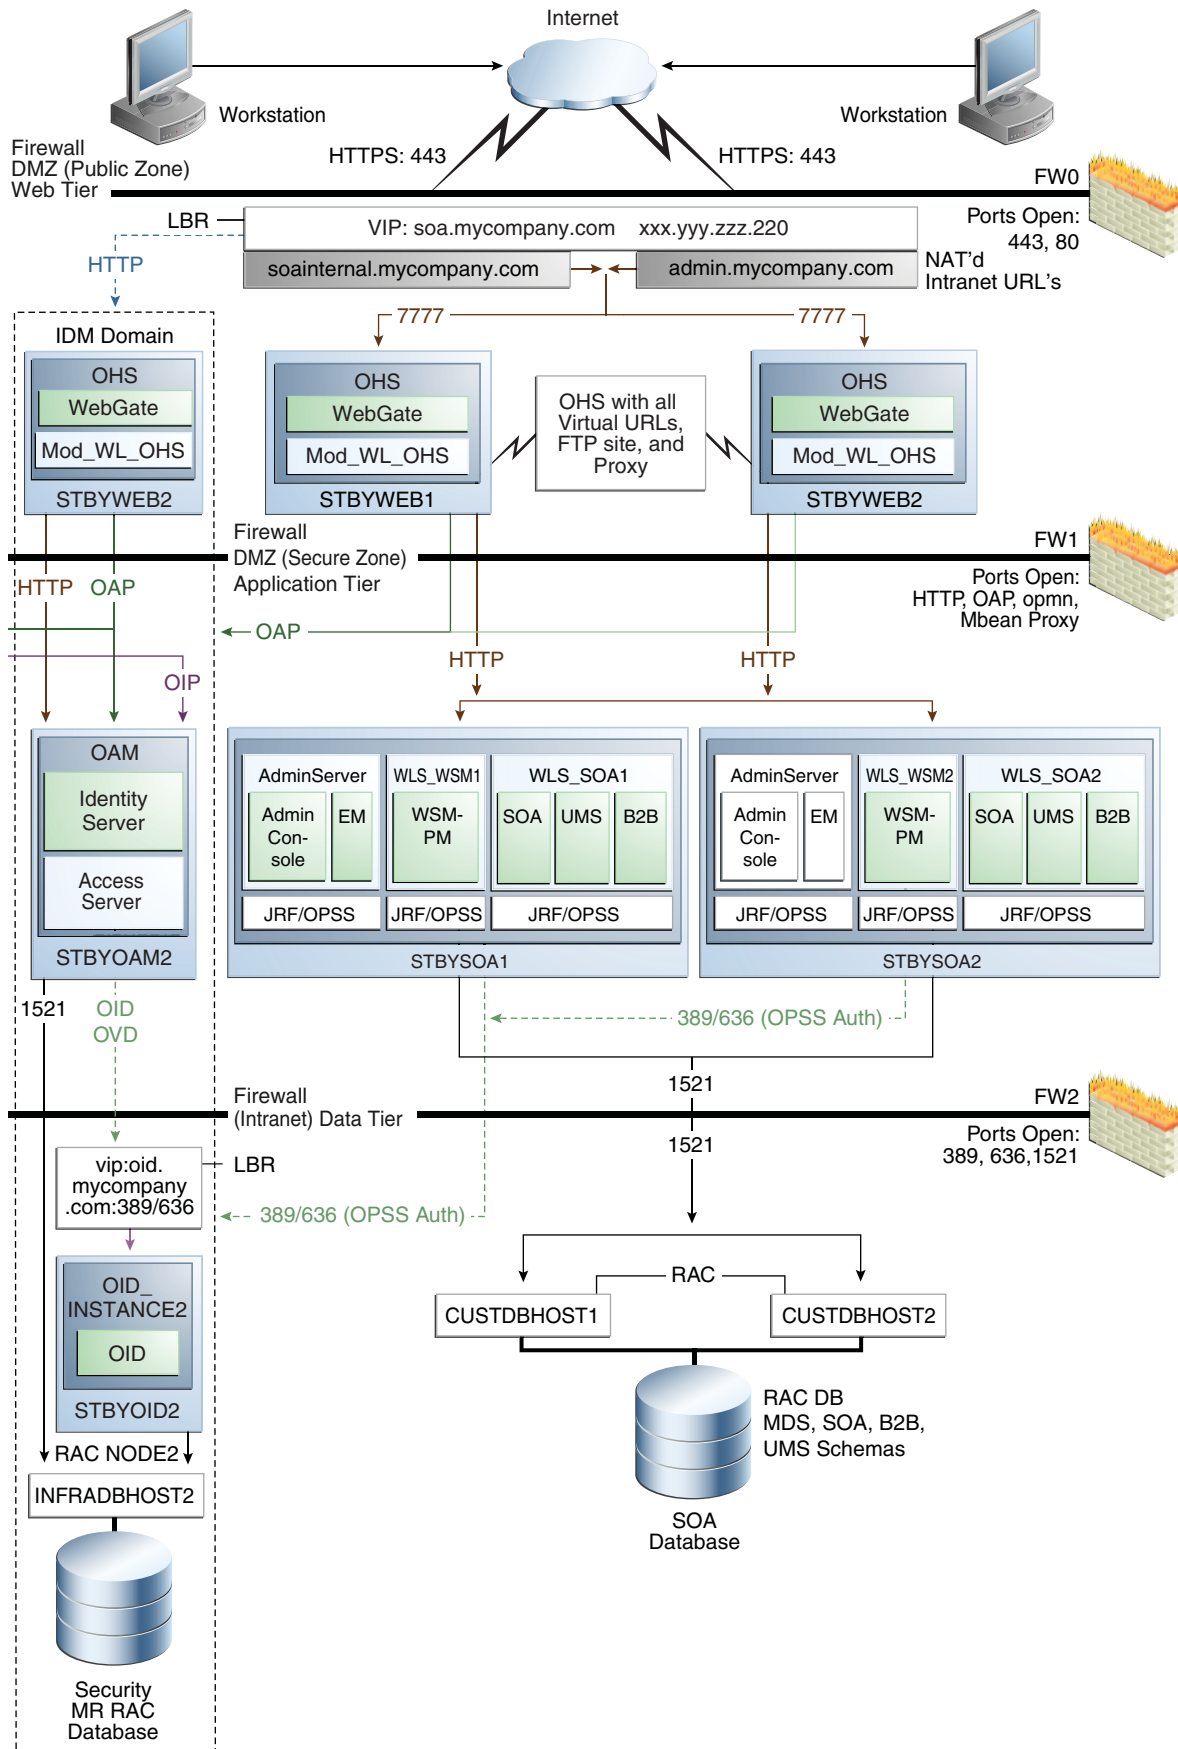 Internet
Workstation
Workstation
HTTPS: 443
HTTPS: 443
Firewall
DMZ (Public Zone)
Web Tier
FW0
Ports Open:
443, 80
LBR
VIP: soa.mycompany.com xxx.yyy.zzz.220
soainternal.mycompany.com
admin.mycompany.com
NAT'd
Intranet URL's
HTTP
7777
7777
IDM Domain
OHS
WebGate
Mod_WL_OHS
STBYWEB2
OHS
WebGate
Mod_WL_OHS
STBYWEB1
OHS with all
Virtual URLs,
FTP site, and
Proxy
OHS
WebGate
Mod_WL_OHS
STBYWEB2
Firewall
DMZ (Secure Zone)
Application Tier
FW1
Ports Open:
HTTP, OAP, opmn,
Mbean Proxy
HTTP
OAP
OAP
OIP
HTTP
HTTP
OAM
Identity
Server
Access
Server
STBYOAM2
AdminServer
Admin
Con-
sole
EM
WLS_WSM1
WSM-
PM
WLS_SOA1
SOA
UMS
B2B
JRF/OPSS
JRF/OPSS
JRF/OPSS
STBYSOA1
AdminServer
Admin
Con-
sole
EM
WLS_WSM2
WSM-
PM
WLS_SOA2
SOA
UMS
B2B
JRF/OPSS
JRF/OPSS
JRF/OPSS
STBYSOA2
1521
OID
OVD
389/636 (OPSS Auth)
1521
Firewall
(Intranet) Data Tier
FW2
Ports Open:
389, 636,1521
1521
vip:oid.
mycompany
.com:389/636
LBR
389/636 (OPSS Auth)
OID_
INSTANCE2
OID
STBYOID2
RAC
CUSTDBHOST1
CUSTDBHOST2
RAC DB
MDS, SOA, B2B,
UMS Schemas
SOA
Database
RAC NODE2
INFRADBHOST2
Security
MR RAC
Database